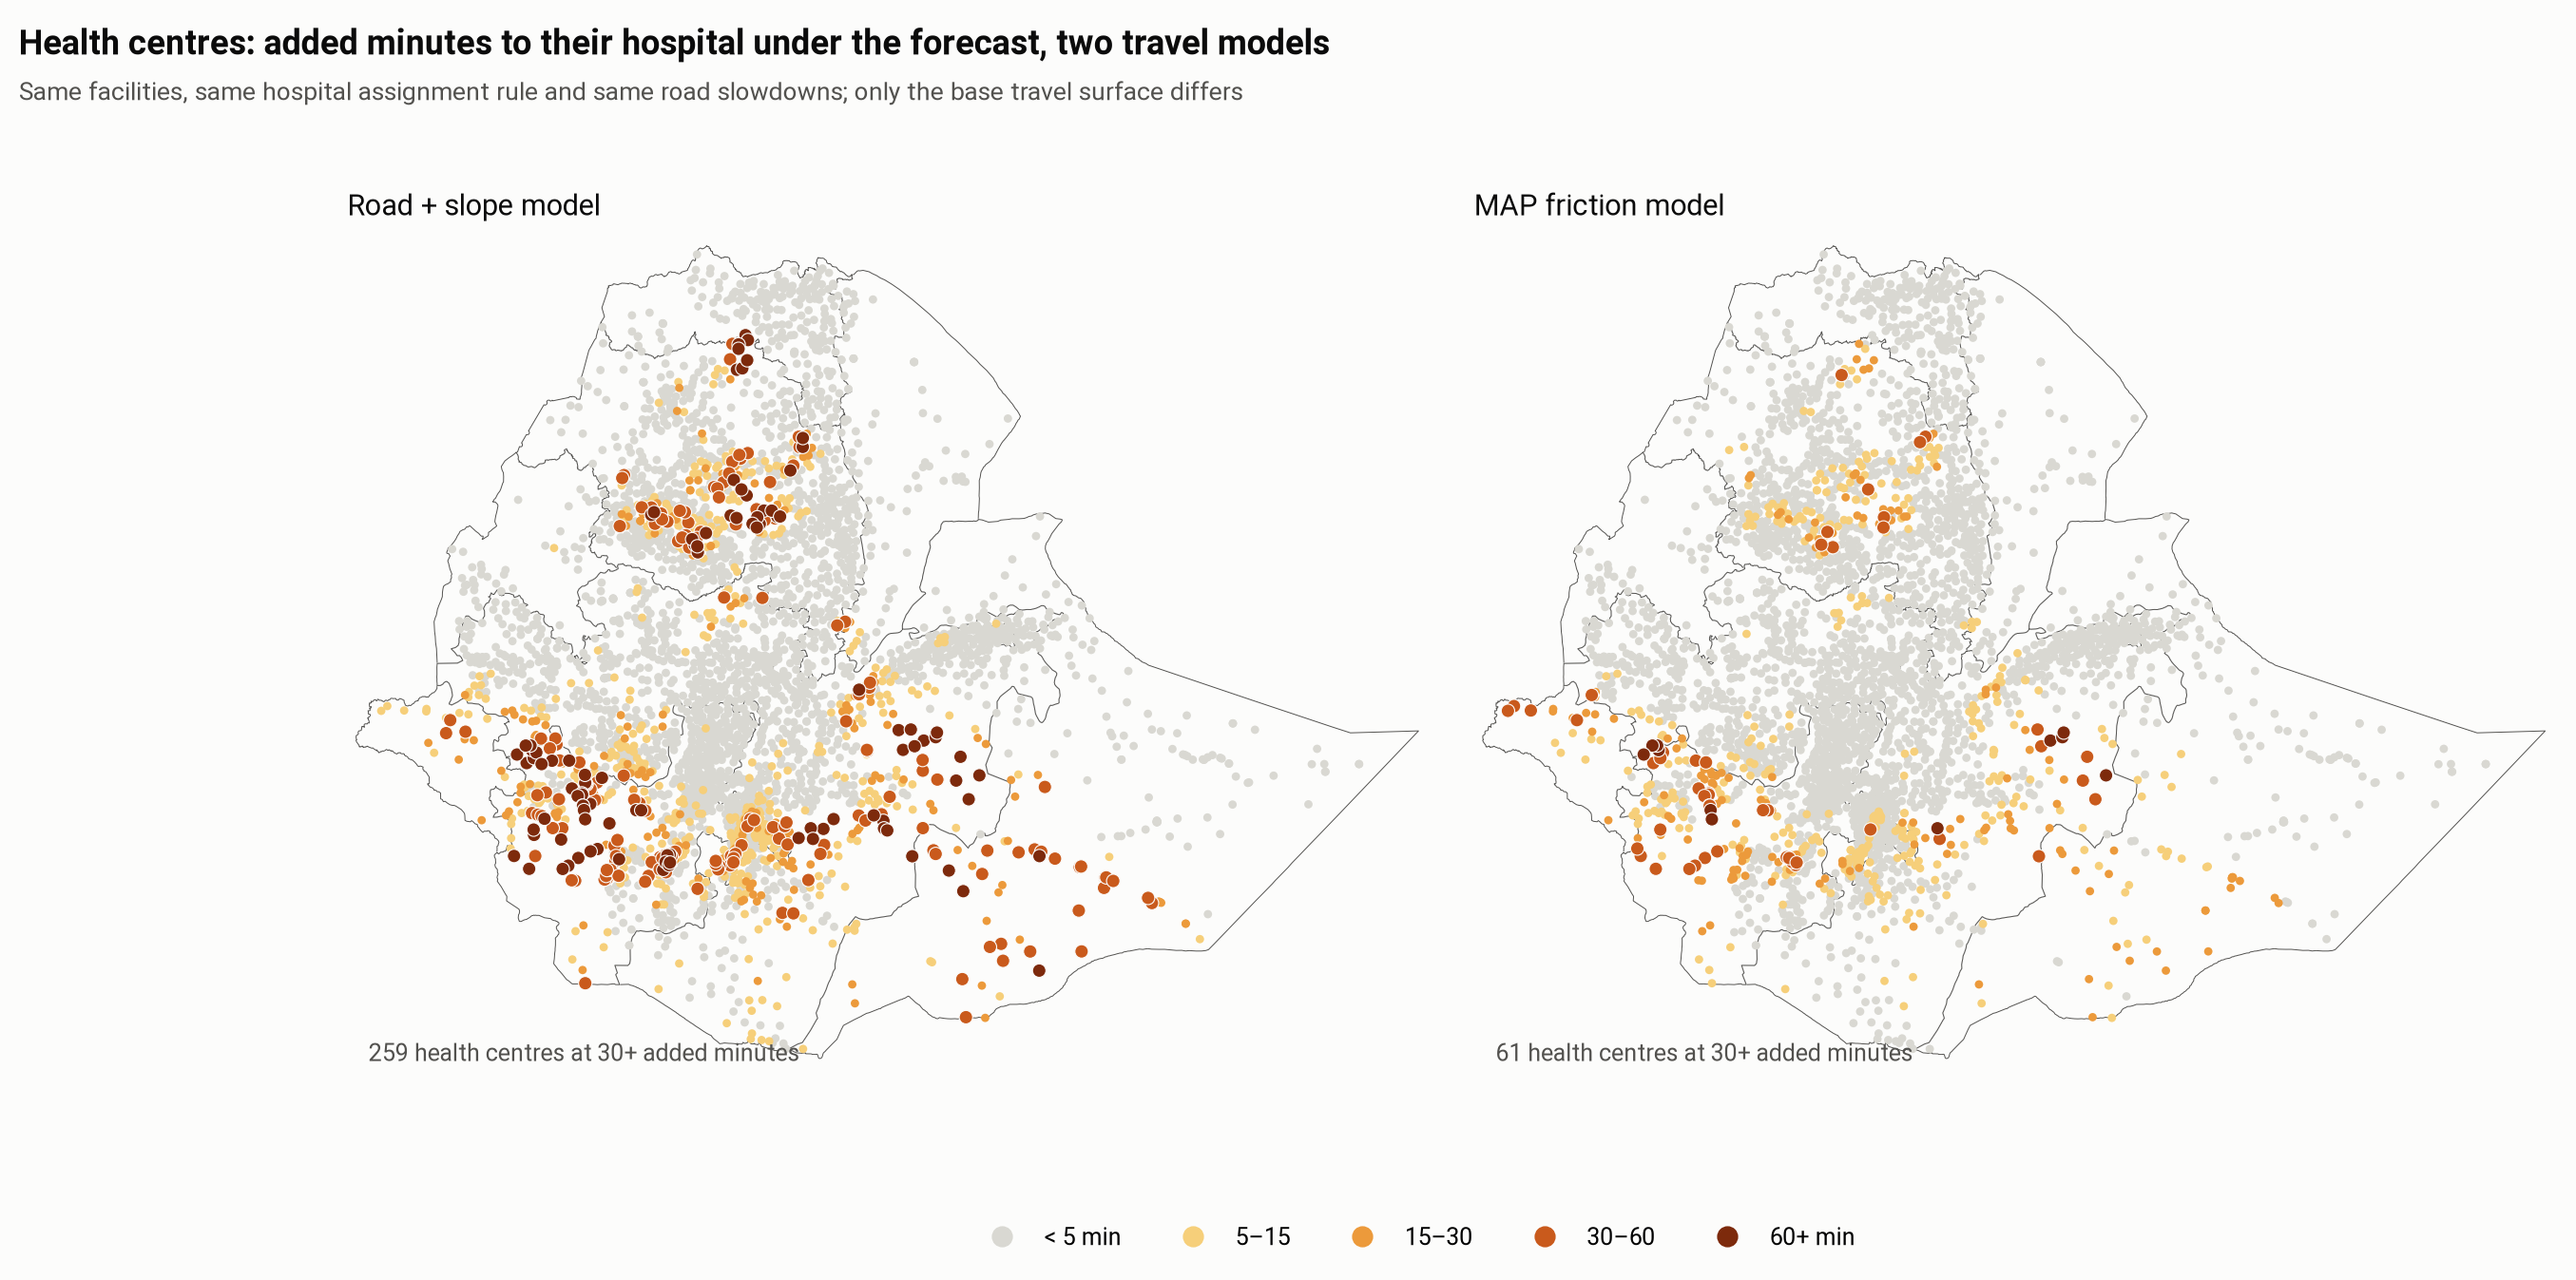 Health centres: added minutes to their hospital under the forecast, two travel models
Same facilities, same hospital assignment rule and same road slowdowns; only the base travel surface differs
Road + slope model
MAP friction model
259 health centres at 30+ added minutes
61 health centres at 30+ added minutes
< 5 min
5–15
15–30
30–60
60+ min